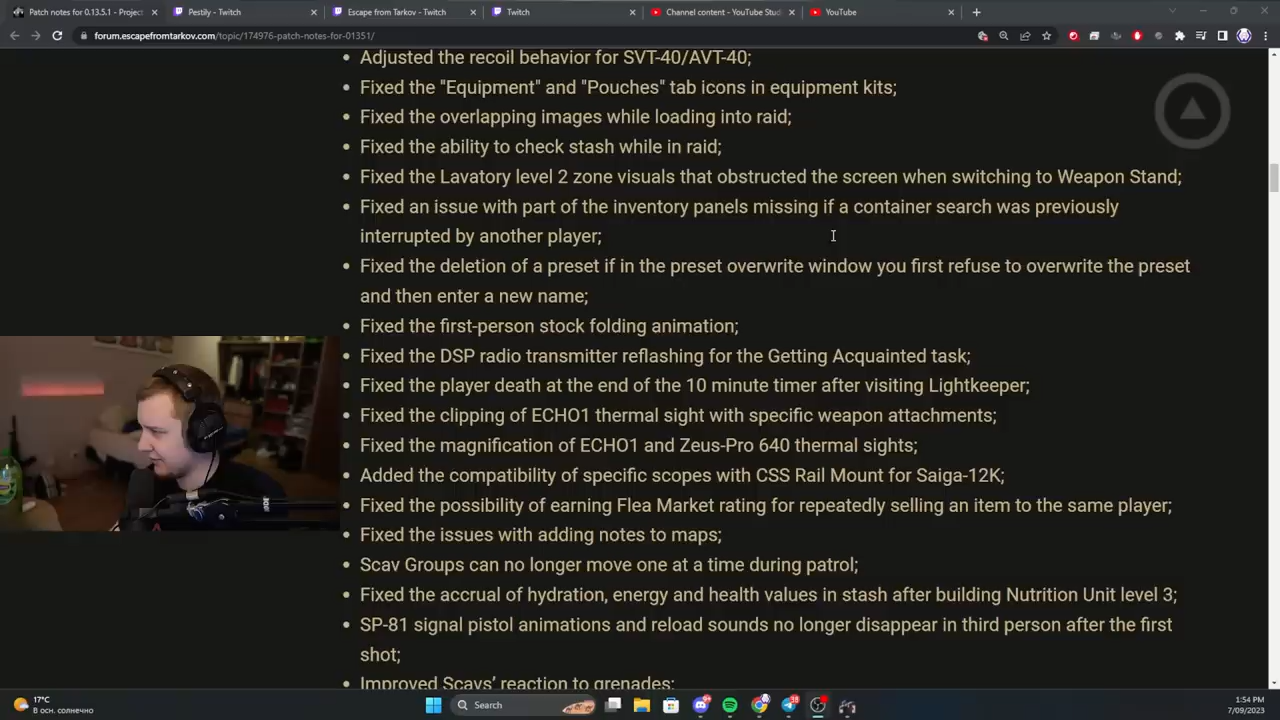 Patch notes for 0.13.5.1 - Projec
Pestily - Twitch
Escape from Tarkov - Twitch
Twitch
Channel content - YouTube Stud
YouTube
forum.escapefromtarkov.com/topic/174976-patch-notes-for-01351/
Adjusted the recoil behavior for SVT-40/AVT-40;
Fixed the "Equipment" and "Pouches" tab icons in equipment kits;
Fixed the overlapping images while loading into raid;
Fixed the ability to check stash while in raid;
Fixed the Lavatory level 2 zone visuals that obstructed the screen when switching to Weapon Stand;
Fixed an issue with part of the inventory panels missing if a container search was previously
interrupted by another player;
Fixed the deletion of a preset if in the preset overwrite window you first refuse to overwrite the preset
and then enter a new name;
Fixed the first-person stock folding animation;
Fixed the DSP radio transmitter reflashing for the Getting Acquainted task;
Fixed the player death at the end of the 10 minute timer after visiting Lightkeeper;
Fixed the clipping of ECHO1 thermal sight with specific weapon attachments;
Fixed the magnification of ECHO1 and Zeus-Pro 640 thermal sights;
Added the compatibility of specific scopes with CSS Rail Mount for Saiga-12K;
Fixed the possibility of earning Flea Market rating for repeatedly selling an item to the same player;
Fixed the issues with adding notes to maps;
Scav Groups can no longer move one at a time during patrol;
Fixed the accrual of hydration, energy and health values in stash after building Nutrition Unit level 3;
SP-81 signal pistol animations and reload sounds no longer disappear in third person after the first
shot;
Improved Scavs' reaction to grenades;
17°C
В осн. солнечно
Search
1:54 PM
7/09/2023